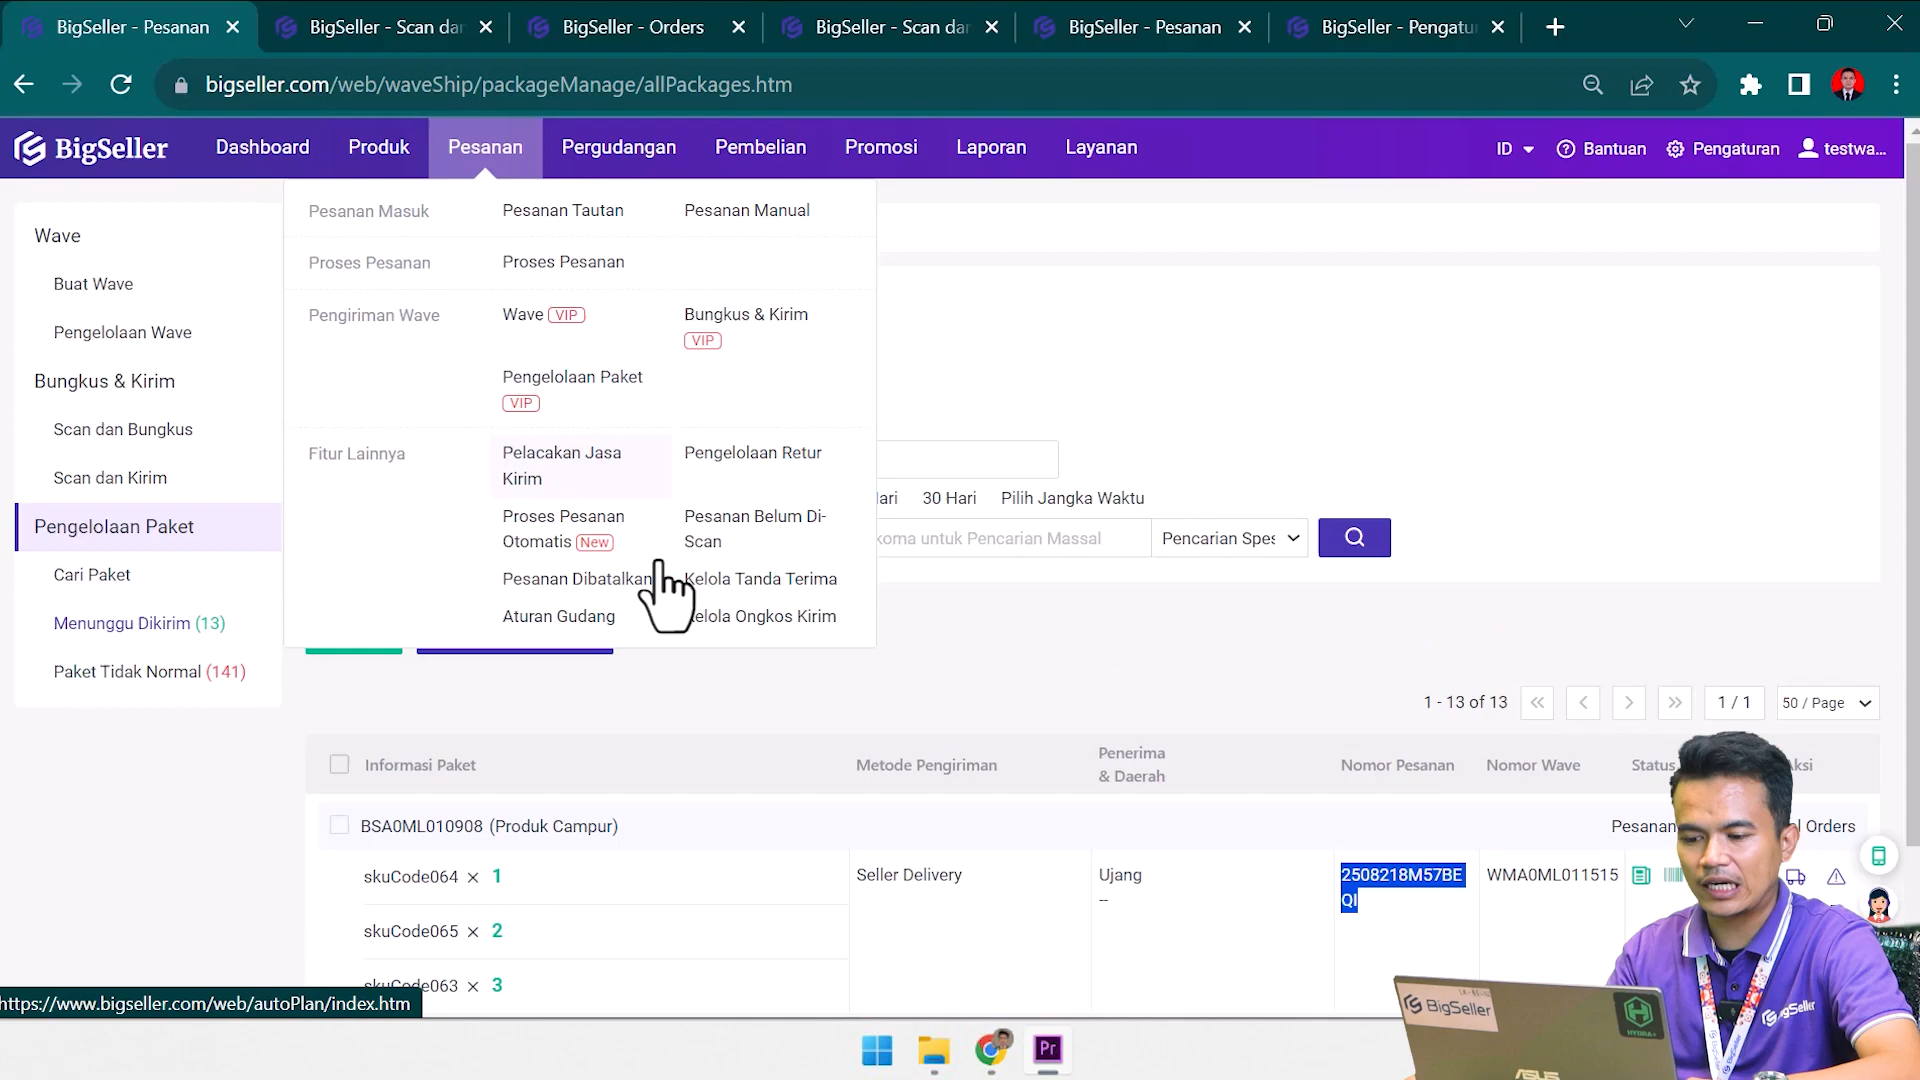 BigSeller - Pesanan
BigSeller - Scan dar
BigSeller - Orders
BigSeller - Scan dar
BigSeller - Pesanan
BigSeller - Pengatu
bigseller.com/web/waveShip/packageManage/allPackages.htm
BigSeller
Dashboard
Produk
Pesanan
Pergudangan
Pembelian
Promosi
Laporan
Layanan
ID
Bantuan
Pengaturan
testwa...
Wave
Buat Wave
Pengelolaan Wave
Bungkus & Kirim
Scan dan Bungkus
Scan dan Kirim
Pengelolaan Paket
Cari Paket
Menunggu Dikirim (13)
Paket Tidak Normal (141)
Pesanan Masuk
Pesanan Tautan
Pesanan Manual
Proses Pesanan
Proses Pesanan
Pengiriman Wave
Wave VIP
Bungkus & Kirim
VIP
Pengelolaan Paket
VIP
Fitur Lainnya
Pelacakan Jasa
Kirim
Pengelolaan Retur
Proses Pesanan
Otomatis New
Pesanan Belum Di-
Scan
Pesanan Dibatalkan
Kelola Tanda Terima
Aturan Gudang
elola Ongkos Kirim
ari
30 Hari
Pilih Jangka Waktu
koma untuk Pencarian Massal
Pencarian Spes
1 - 13 of 13
1 / 1
50 / Page
Informasi Paket
Metode Pengiriman
Penerima
& Daerah
Nomor Pesanan
Nomor Wave
Status
ksi
BSA0ML010908 (Produk Campur)
Pesanan
l Orders
skuCode064 × 1
Seller Delivery
Ujang
--
2508218M57BE
QI
WMA0ML011515
skuCode065 × 2
skuCode063 × 3
https://www.bigseller.com/web/autoPlan/index.htm
Pr
BigSeller
HYDRA+
gSeller
ASUS